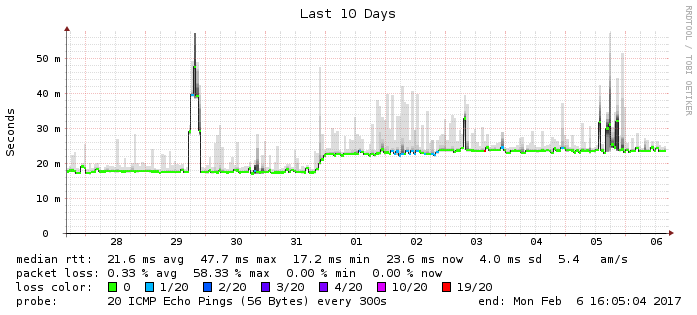 Last 10 Days
RRDTOOL / TOBI OETIKER
Seconds
50 m
40 m
30 m
20 m
10 m
0
28 29 30 31 01 02 03 04 05 06
median rtt: 21.6 ms avg 47.7 ms max 17.2 ms min 23.6 ms now 4.0 ms sd 5.4 am/s
packet loss: 0.33 % avg 58.33 % max 0.00 % min 0.00 % now
loss color: 0 1/20 2/20 3/20 4/20 10/20 19/20
probe: 20 ICMP Echo Pings (56 Bytes) every 300s end: Mon Feb 6 16:05:04 2017